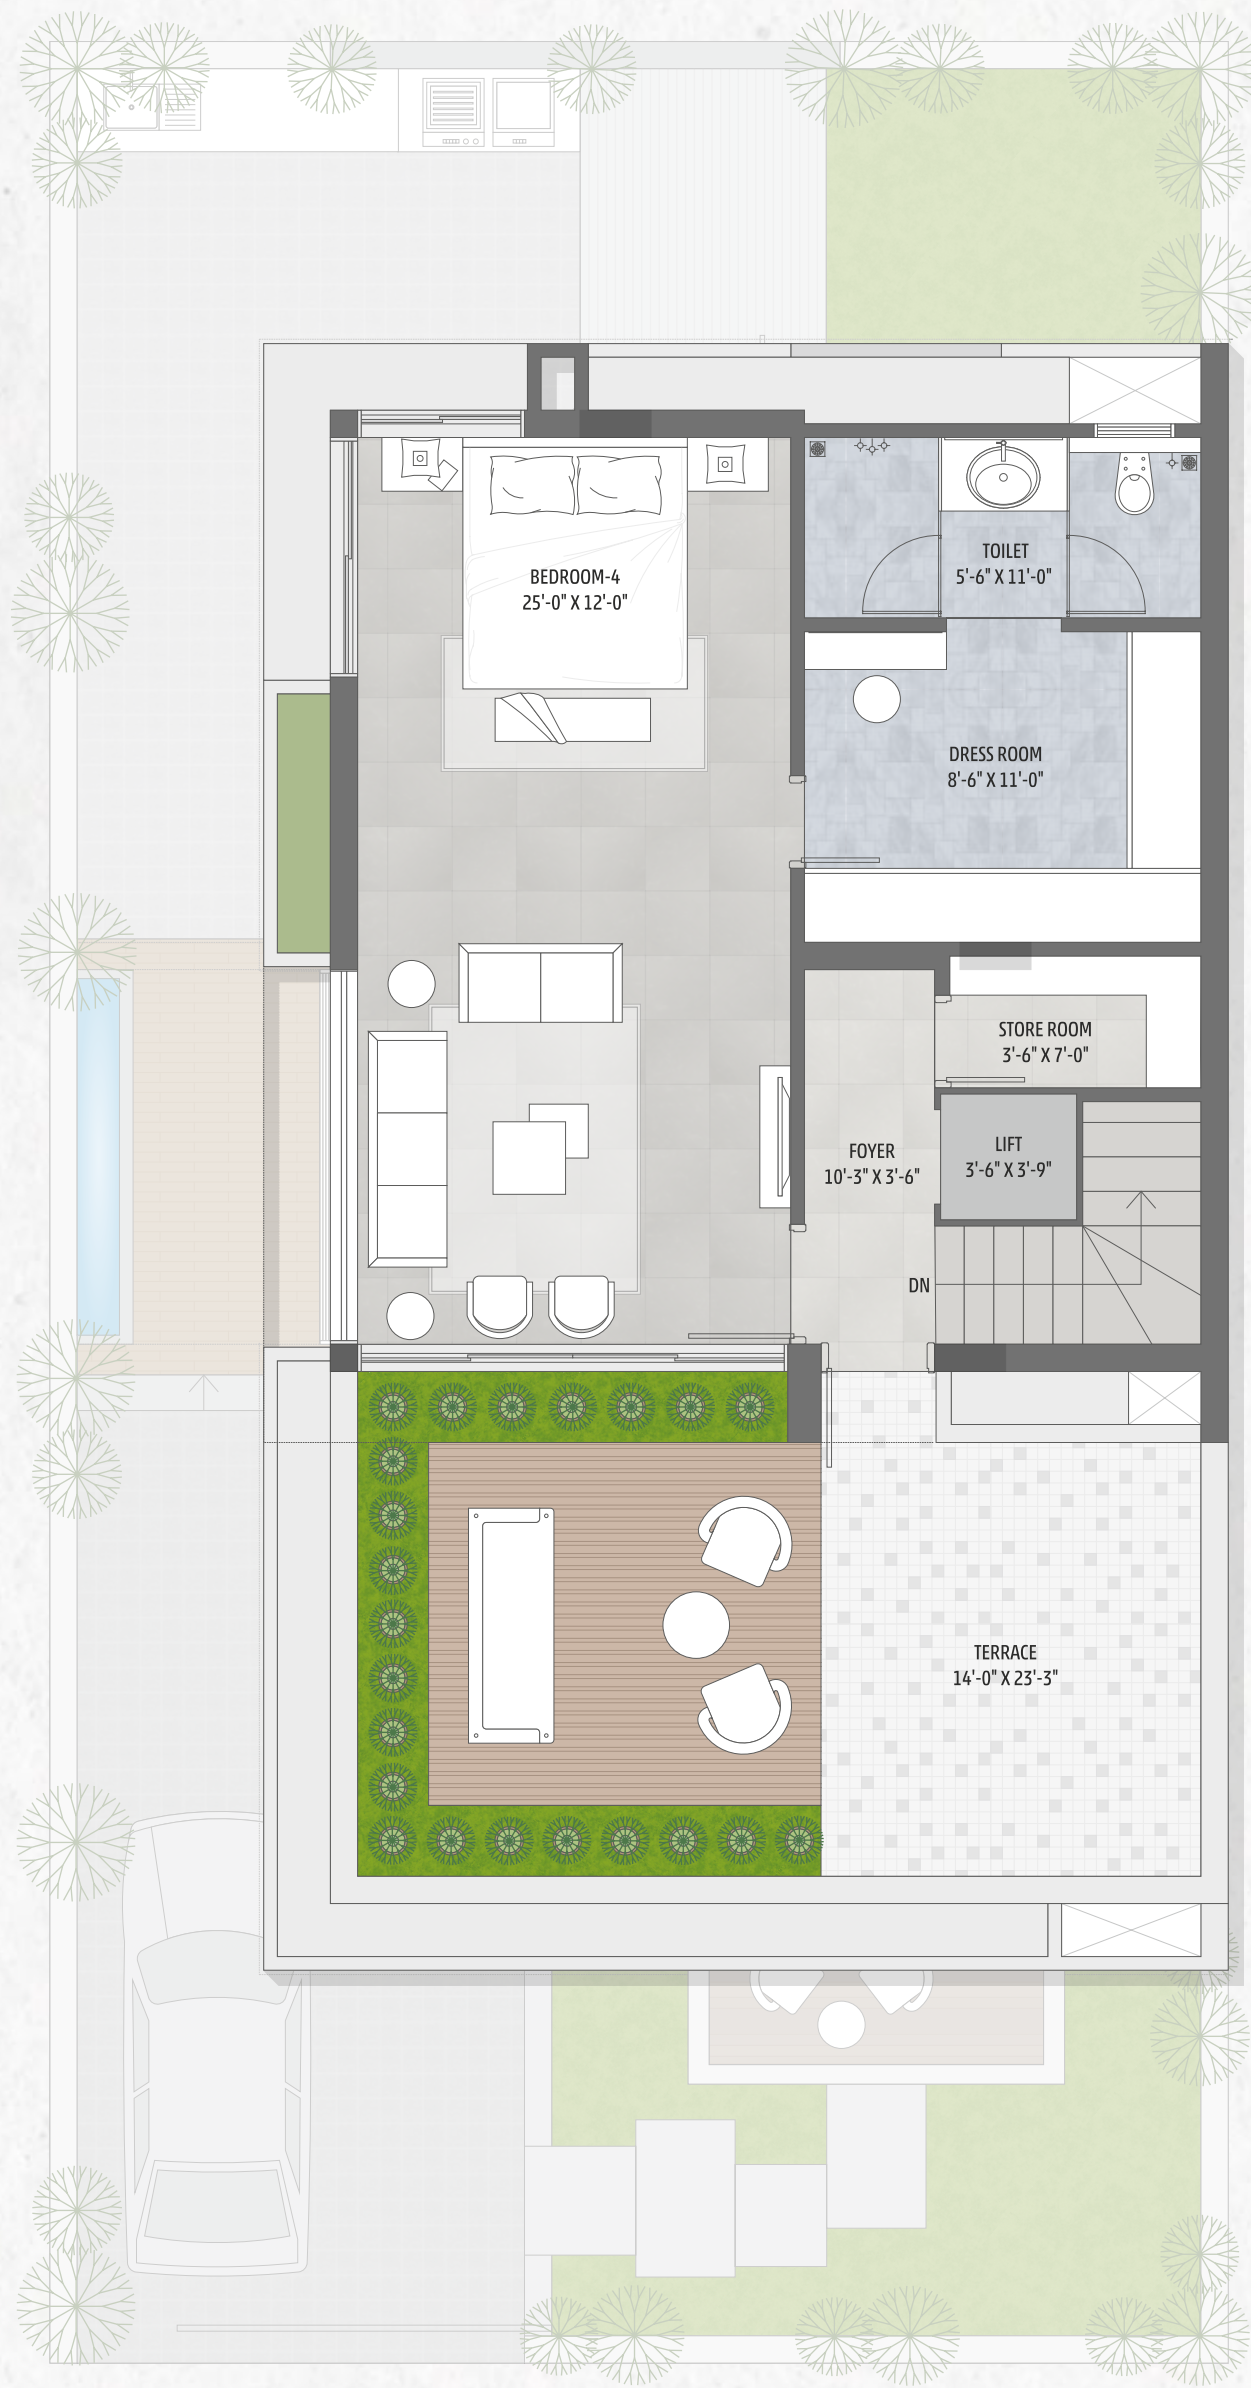 TOILET
5'-6" X 11'-0"
BEDROOM-4
25'-0" X 12'-0"
DRESS ROOM
8'-6" X 11'-0"
STORE ROOM
3'-6" X 7'-0"
FOYER
10'-3" X 3'-6"
LIFT
3'-6" X 3'-9"
DN
TERRACE
14'-0" X 23'-3"